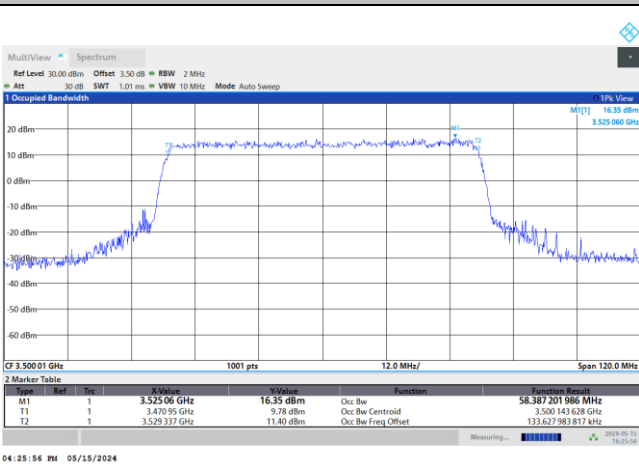 MultiView Spectrum
Ref Level 30.00 dBm Offset 3.50 dB RBW 2 MHz
Att 30 dB SWT 1.01 ms VBW 10 MHz Mode Auto Sweep
1 Occupied Bandwidth 1Pk View
M1[1] 16.35 dBm
3.525 060 GHz
20 dBm
M1
T1 T2
10 dBm
0 dBm
-10 dBm
-20 dBm
-30 dBm
-40 dBm
-50 dBm
-60 dBm
CF 3.500 01 GHz 1001 pts 12.0 MHz/ Span 120.0 MHz
2 Marker Table
Type Ref Trc X-Value Y-Value Function Function Result
M1 1 3.525 06 GHz 16.35 dBm Occ Bw 58.387 201 986 MHz
T1 1 3.470 95 GHz 9.78 dBm Occ Bw Centroid 3.500 143 628 GHz
T2 1 3.529 337 GHz 11.40 dBm Occ Bw Freq Offset 133.627 983 817 kHz
Measuring... 2024-05-15
16:25:56
04:25:56 PM 05/15/2024